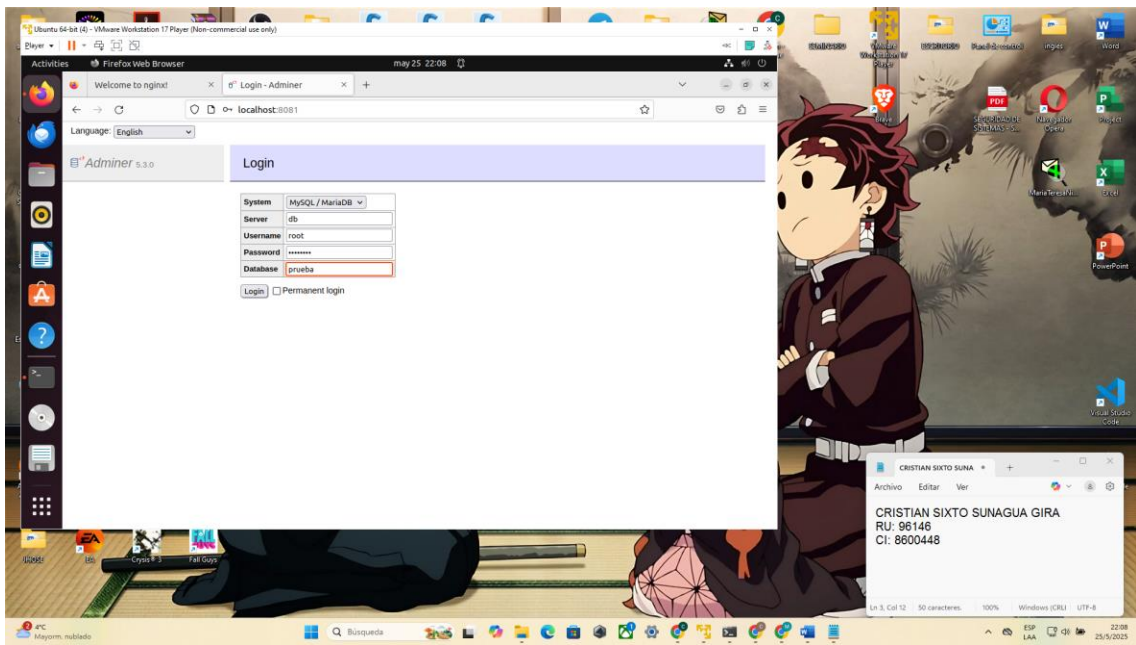 Ubuntu 64-bit (4) - VMware Workstation 17 Player (Non-commercial use only)
Player
Activities Firefox Web Browser may 25 22:08
Welcome to nginx! Login - Adminer
localhost:8081
Language: English
Adminer 5.3.0
Login
System MySQL / MariaDB
Server db
Username root
Password ••••••••
Database prueba
Login Permanent login
Word
Brave
PDF
Opera
Excel
PowerPoint
Visual Studio
Code
CRISTIAN SIXTO SUNA
Archivo Editar Ver
CRISTIAN SIXTO SUNAGUA GIRA
RU: 96146
CI: 8600448
Ln 3, Col 12 50 caracteres. 100% Windows (CRLI UTF-8
Crysis® 3 Fall Guys
4°C
Mayorm. nublado
Búsqueda
ESP
LAA
22:08
25/5/2025